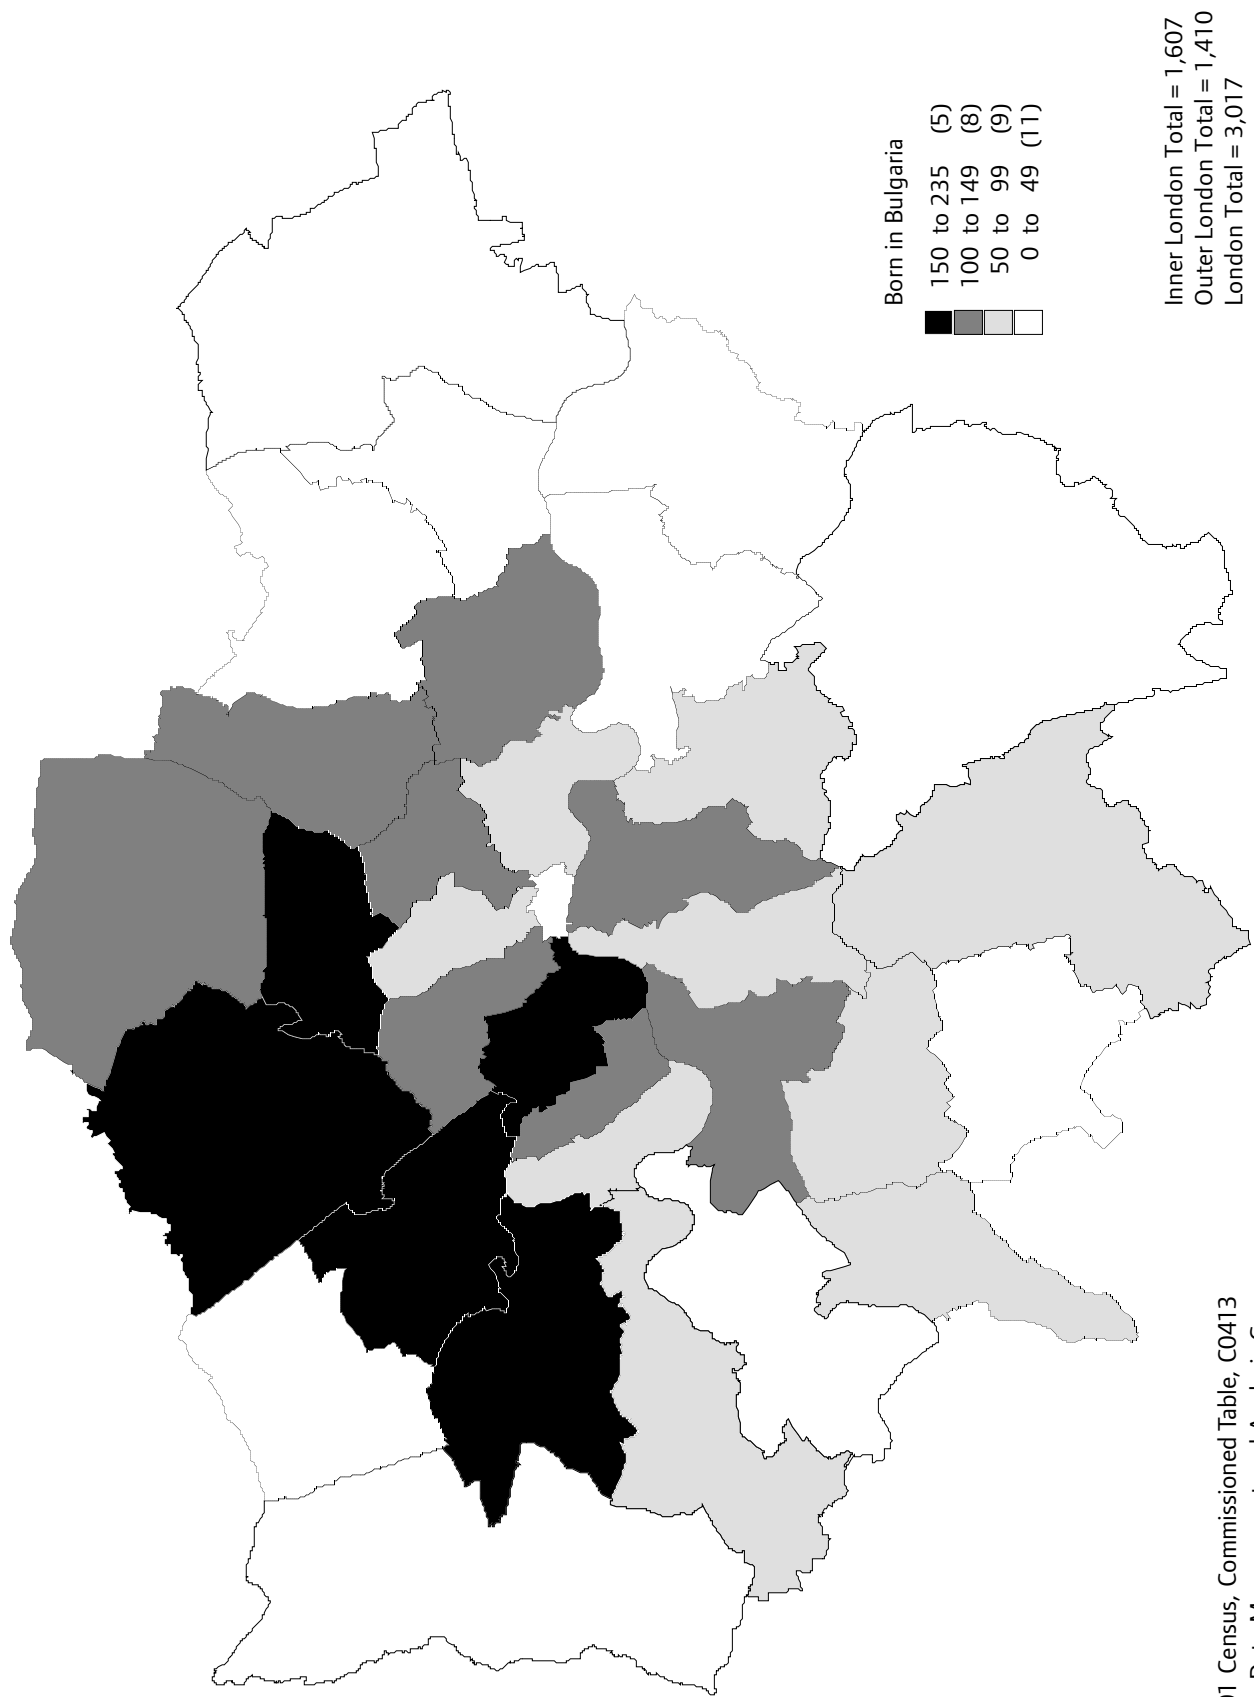 Born in Bulgaria
150 to 235 (5)
100 to 149 (8)
50 to 99 (9)
0 to 49 (11)
Inner London Total = 1,607
Outer London Total = 1,410
London Total = 3,017
Census, Commissioned Table, C0413